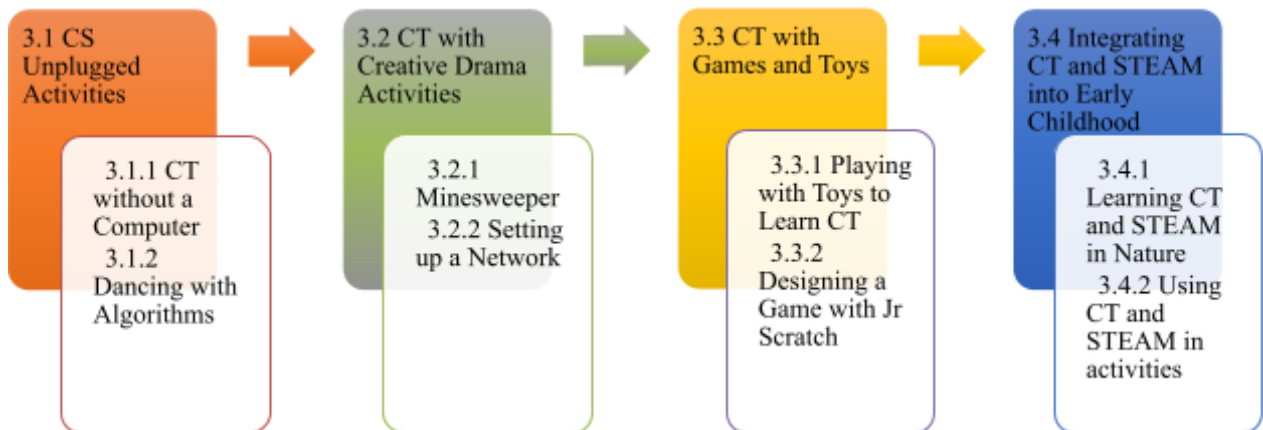 3.1 CS
Unplugged
Activities
3.1.1 CT
without a
Computer
3.1.2
Dancing with
Algorithms
3.2 CT with
Creative Drama
Activities
3.2.1
Minesweeper
3.2.2 Setting
up a Network
3.3 CT with
Games and Toys
3.3.1 Playing
with Toys to
Learn CT
3.3.2
Designing a
Game with Jr
Scratch
3.4 Integrating
CT and STEAM
into Early
Childhood
3.4.1
Learning CT
and STEAM
in Nature
3.4.2 Using
CT and
STEAM in
activities